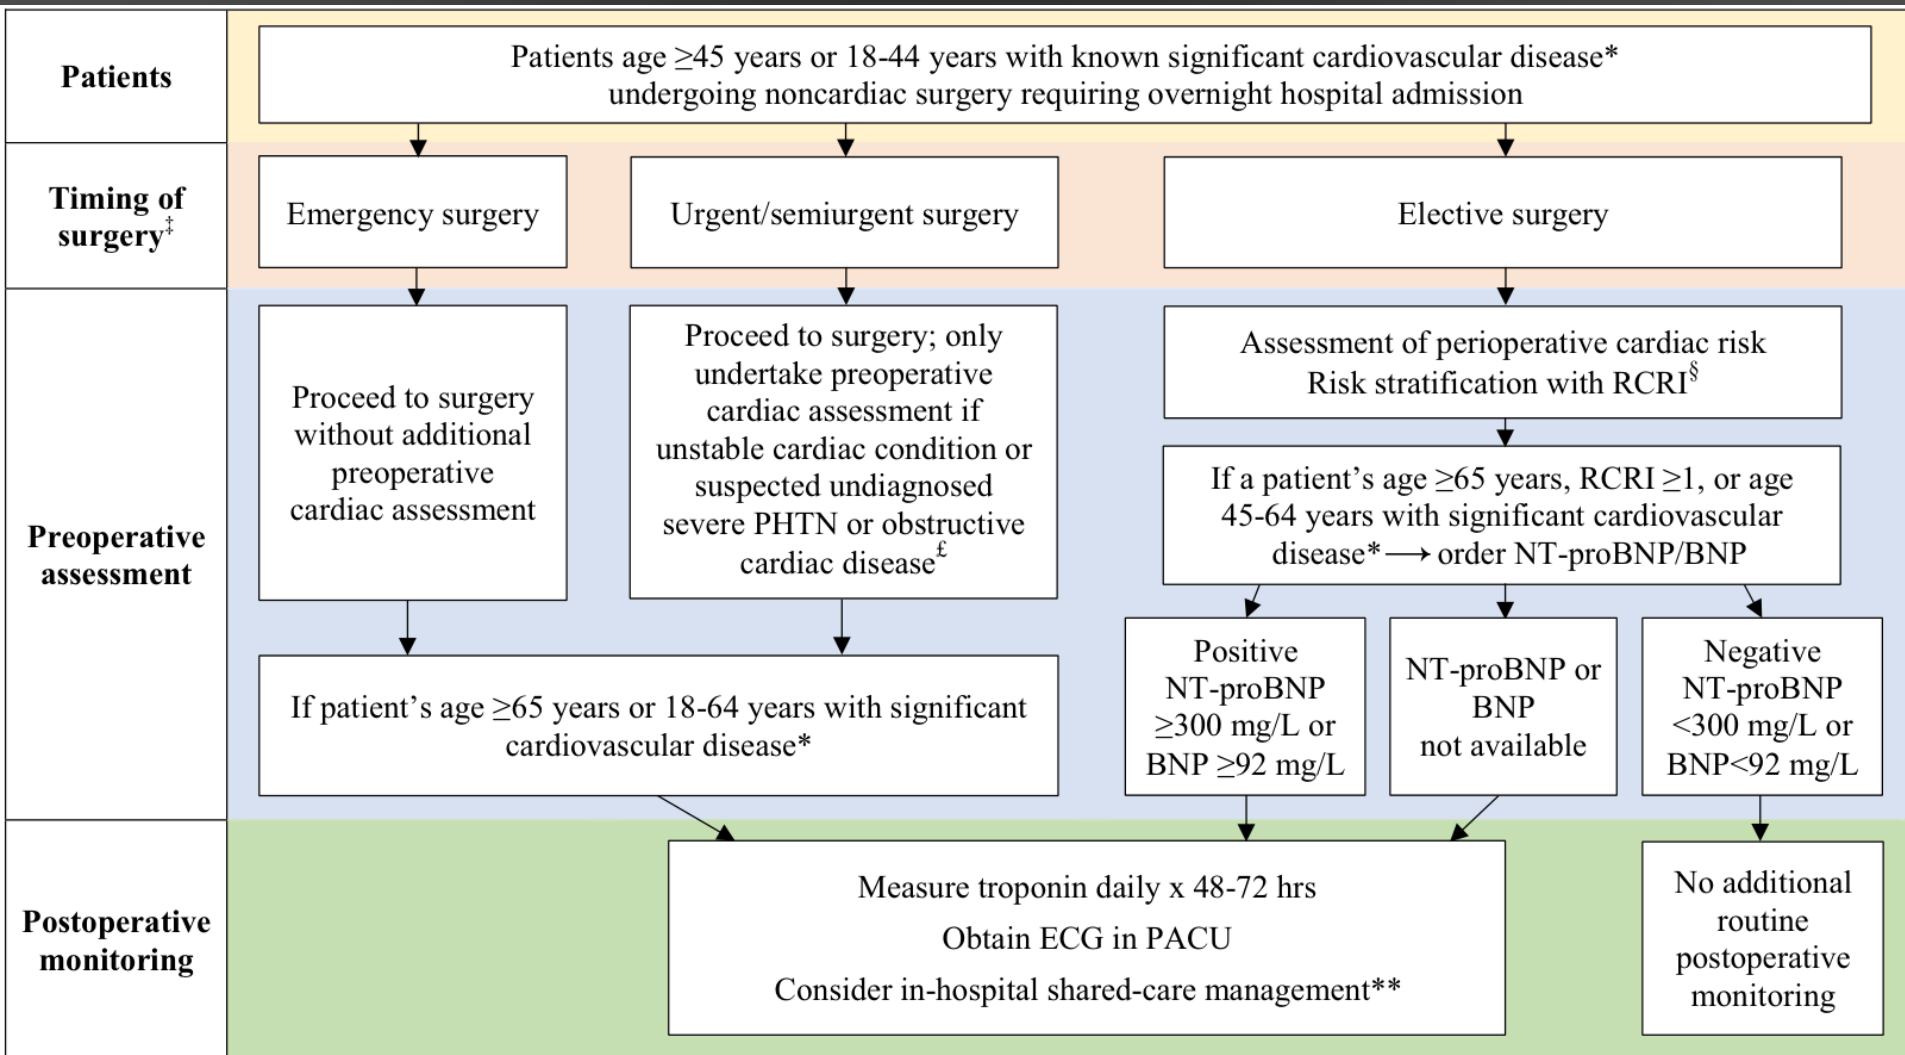 Patients
Patients age ≥45 years or 18-44 years with known significant cardiovascular disease*
undergoing noncardiac surgery requiring overnight hospital admission
Timing of
surgery‡
Emergency surgery
Urgent/semiurgent surgery
Elective surgery
Preoperative
assessment
Proceed to surgery
without additional
preoperative
cardiac assessment
Proceed to surgery; only
undertake preoperative
cardiac assessment if
unstable cardiac condition or
suspected undiagnosed
severe PHTN or obstructive
cardiac disease£
Assessment of perioperative cardiac risk
Risk stratification with RCRI§
If a patient’s age ≥65 years, RCRI ≥1, or age
45-64 years with significant cardiovascular
disease* → order NT-proBNP/BNP
If patient’s age ≥65 years or 18-64 years with significant
cardiovascular disease*
Positive
NT-proBNP
≥300 mg/L or
BNP ≥92 mg/L
NT-proBNP or
BNP
not available
Negative
NT-proBNP
<300 mg/L or
BNP<92 mg/L
Postoperative
monitoring
Measure troponin daily x 48-72 hrs
Obtain ECG in PACU
Consider in-hospital shared-care management**
No additional
routine
postoperative
monitoring